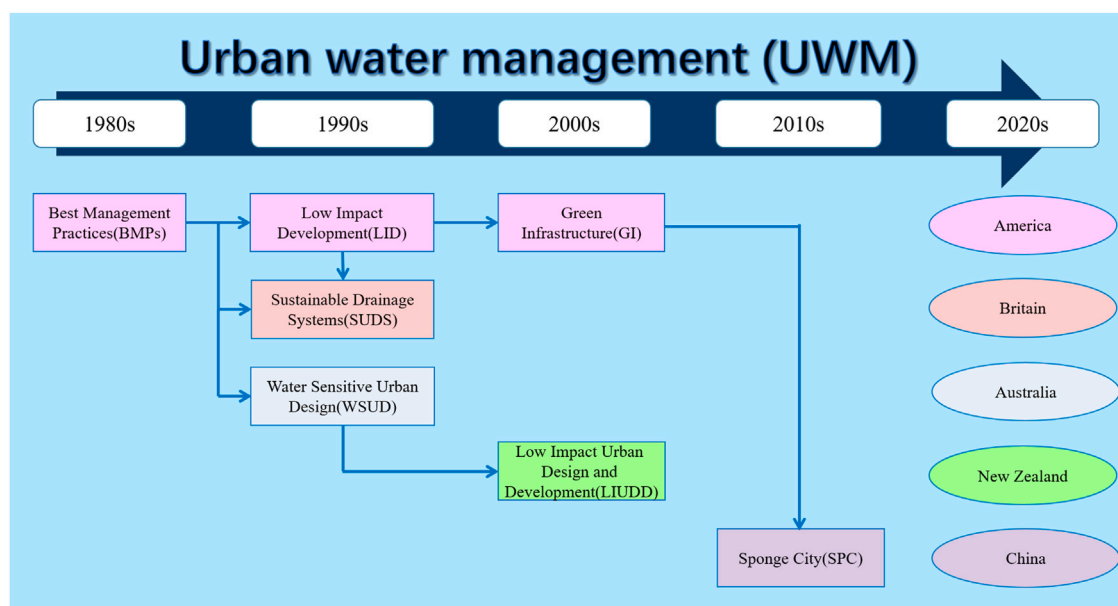 Urban water management (UWM)
1980s
1990s
2000s
2010s
2020s
Best Management
Practices(BMPs)
Low Impact
Development(LID)
Green
Infrastructure(GI)
America
Sustainable Drainage
Systems(SUDS)
Britain
Water Sensitive Urban
Design(WSUD)
Australia
Low Impact Urban
Design and
Development(LIUDD)
New Zealand
Sponge City(SPC)
China